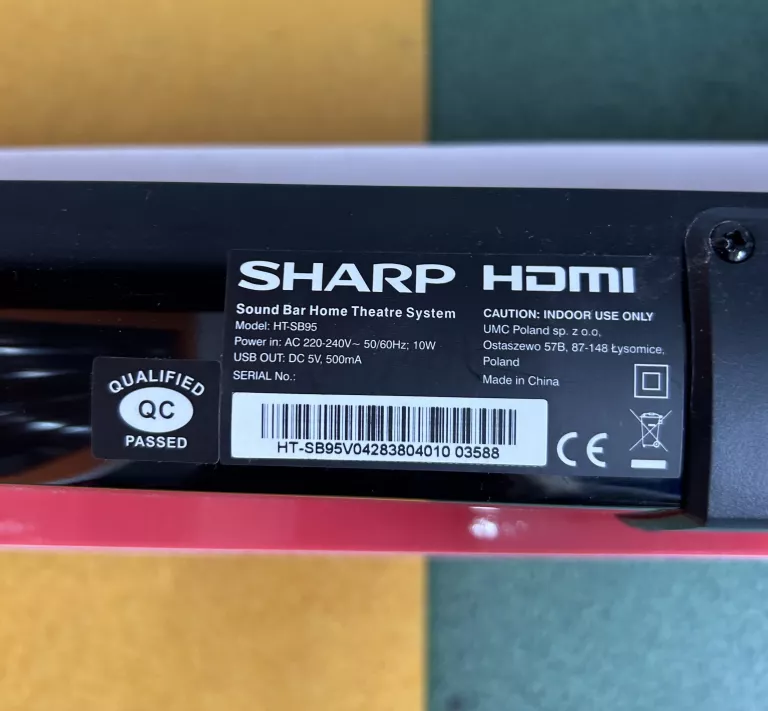 SHARP HDMI
Sound Bar Home Theatre System
Model: HT-SB95
Power in: AC 220-240V~ 50/60Hz; 10W
USB OUT: DC 5V, 500mA
SERIAL No.:
CAUTION: INDOOR USE ONLY
UMC Poland sp. z o.o,
Ostaszewo 57B, 87-148 Łysomice,
Poland
Made in China
QUALIFIED
QC
PASSED
HT-SB95V04283804010 03588
CE